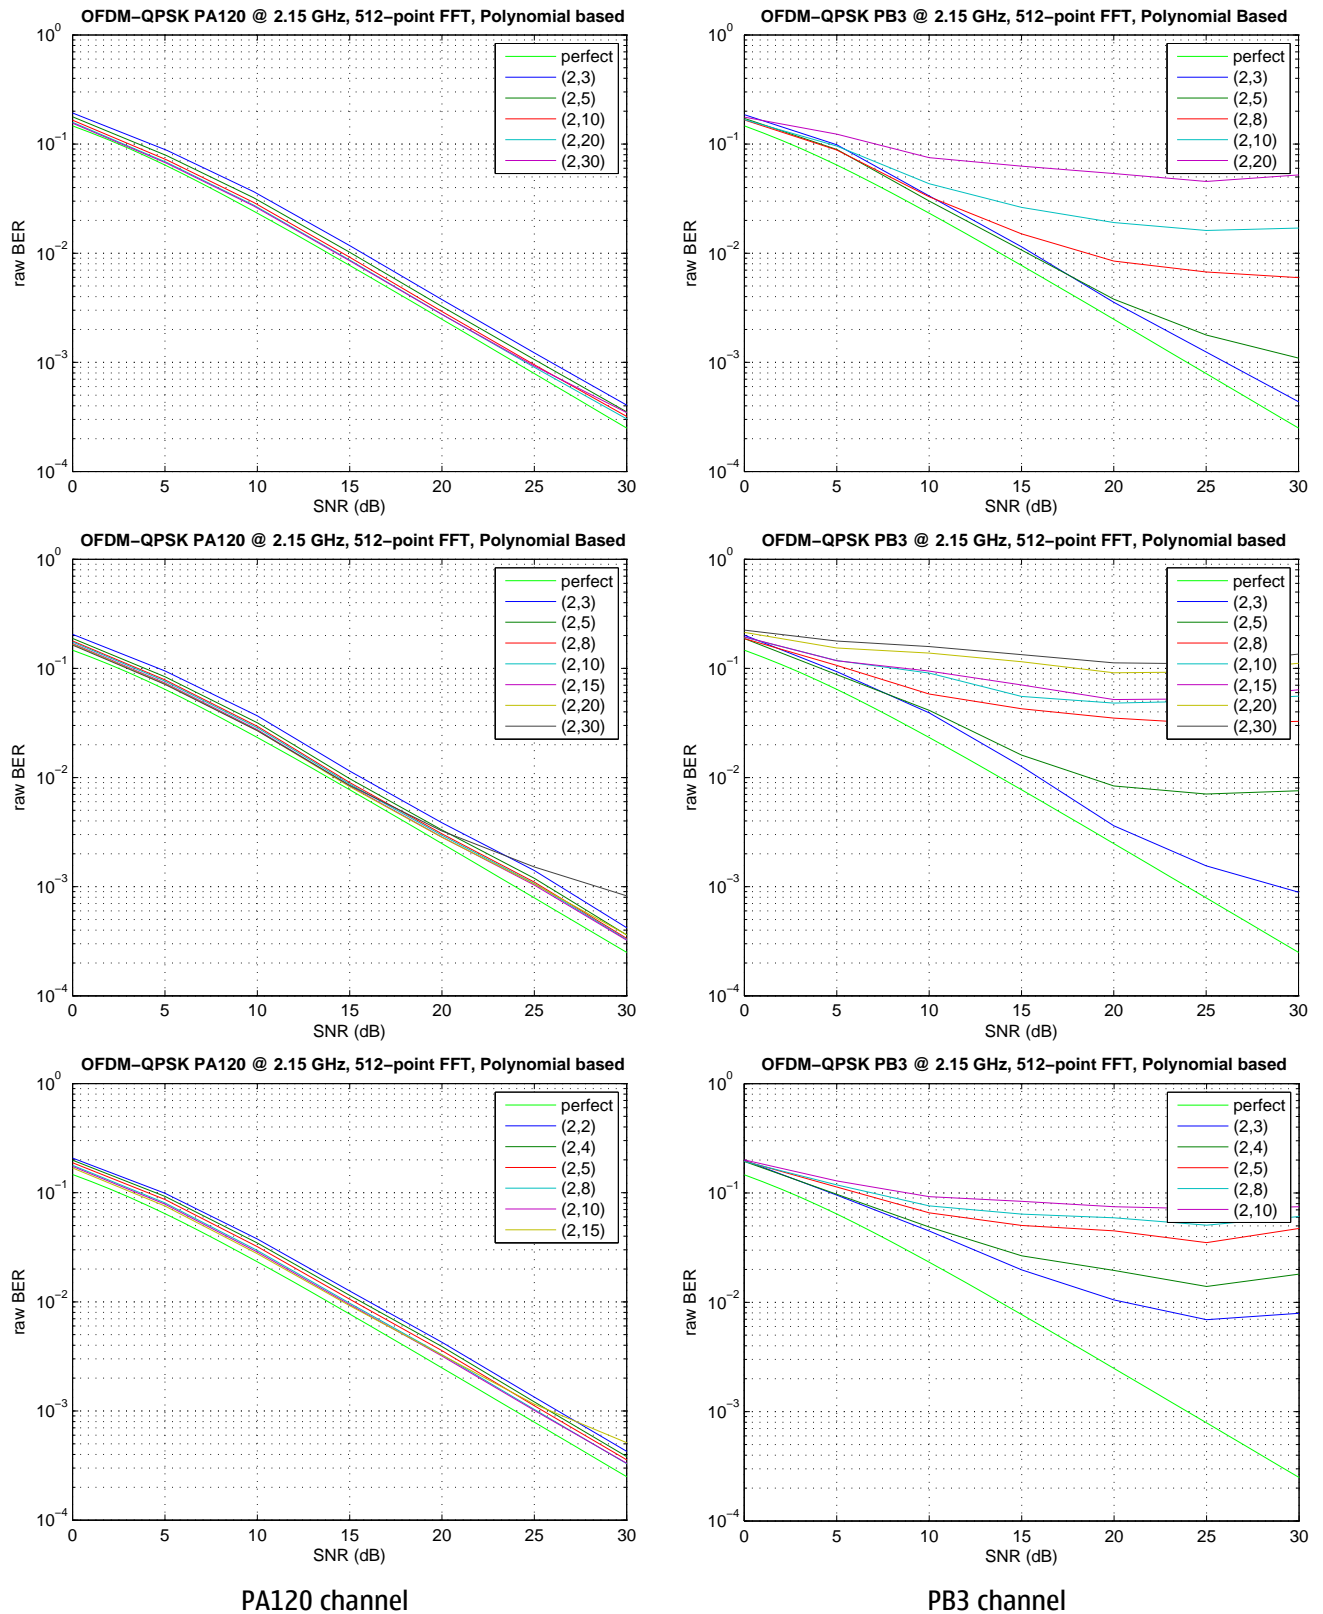 OFDM−QPSK PA120 @ 2.15 GHz, 512−point FFT, Polynomial based
10^0
10^−1
10^−2
10^−3
10^−4
raw BER
perfect
(2,3)
(2,5)
(2,10)
(2,20)
(2,30)
0 5 10 15 20 25 30
SNR (dB)
OFDM−QPSK PB3 @ 2.15 GHz, 512−point FFT, Polynomial Based
10^0
10^−1
10^−2
10^−3
10^−4
raw BER
perfect
(2,3)
(2,5)
(2,8)
(2,10)
(2,20)
0 5 10 15 20 25 30
SNR (dB)
OFDM−QPSK PA120 @ 2.15 GHz, 512−point FFT, Polynomial Based
10^0
10^−1
10^−2
10^−3
10^−4
raw BER
perfect
(2,3)
(2,5)
(2,8)
(2,10)
(2,15)
(2,20)
(2,30)
0 5 10 15 20 25 30
SNR (dB)
OFDM−QPSK PB3 @ 2.15 GHz, 512−point FFT, Polynomial based
10^0
10^−1
10^−2
10^−3
10^−4
raw BER
perfect
(2,3)
(2,5)
(2,8)
(2,10)
(2,15)
(2,20)
(2,30)
0 5 10 15 20 25 30
SNR (dB)
OFDM−QPSK PA120 @ 2.15 GHz, 512−point FFT, Polynomial based
10^0
10^−1
10^−2
10^−3
10^−4
raw BER
perfect
(2,2)
(2,4)
(2,5)
(2,8)
(2,10)
(2,15)
0 5 10 15 20 25 30
SNR (dB)
OFDM−QPSK PB3 @ 2.15 GHz, 512−point FFT, Polynomial based
10^0
10^−1
10^−2
10^−3
10^−4
raw BER
perfect
(2,3)
(2,4)
(2,5)
(2,8)
(2,10)
0 5 10 15 20 25 30
SNR (dB)
PA120 channel
PB3 channel